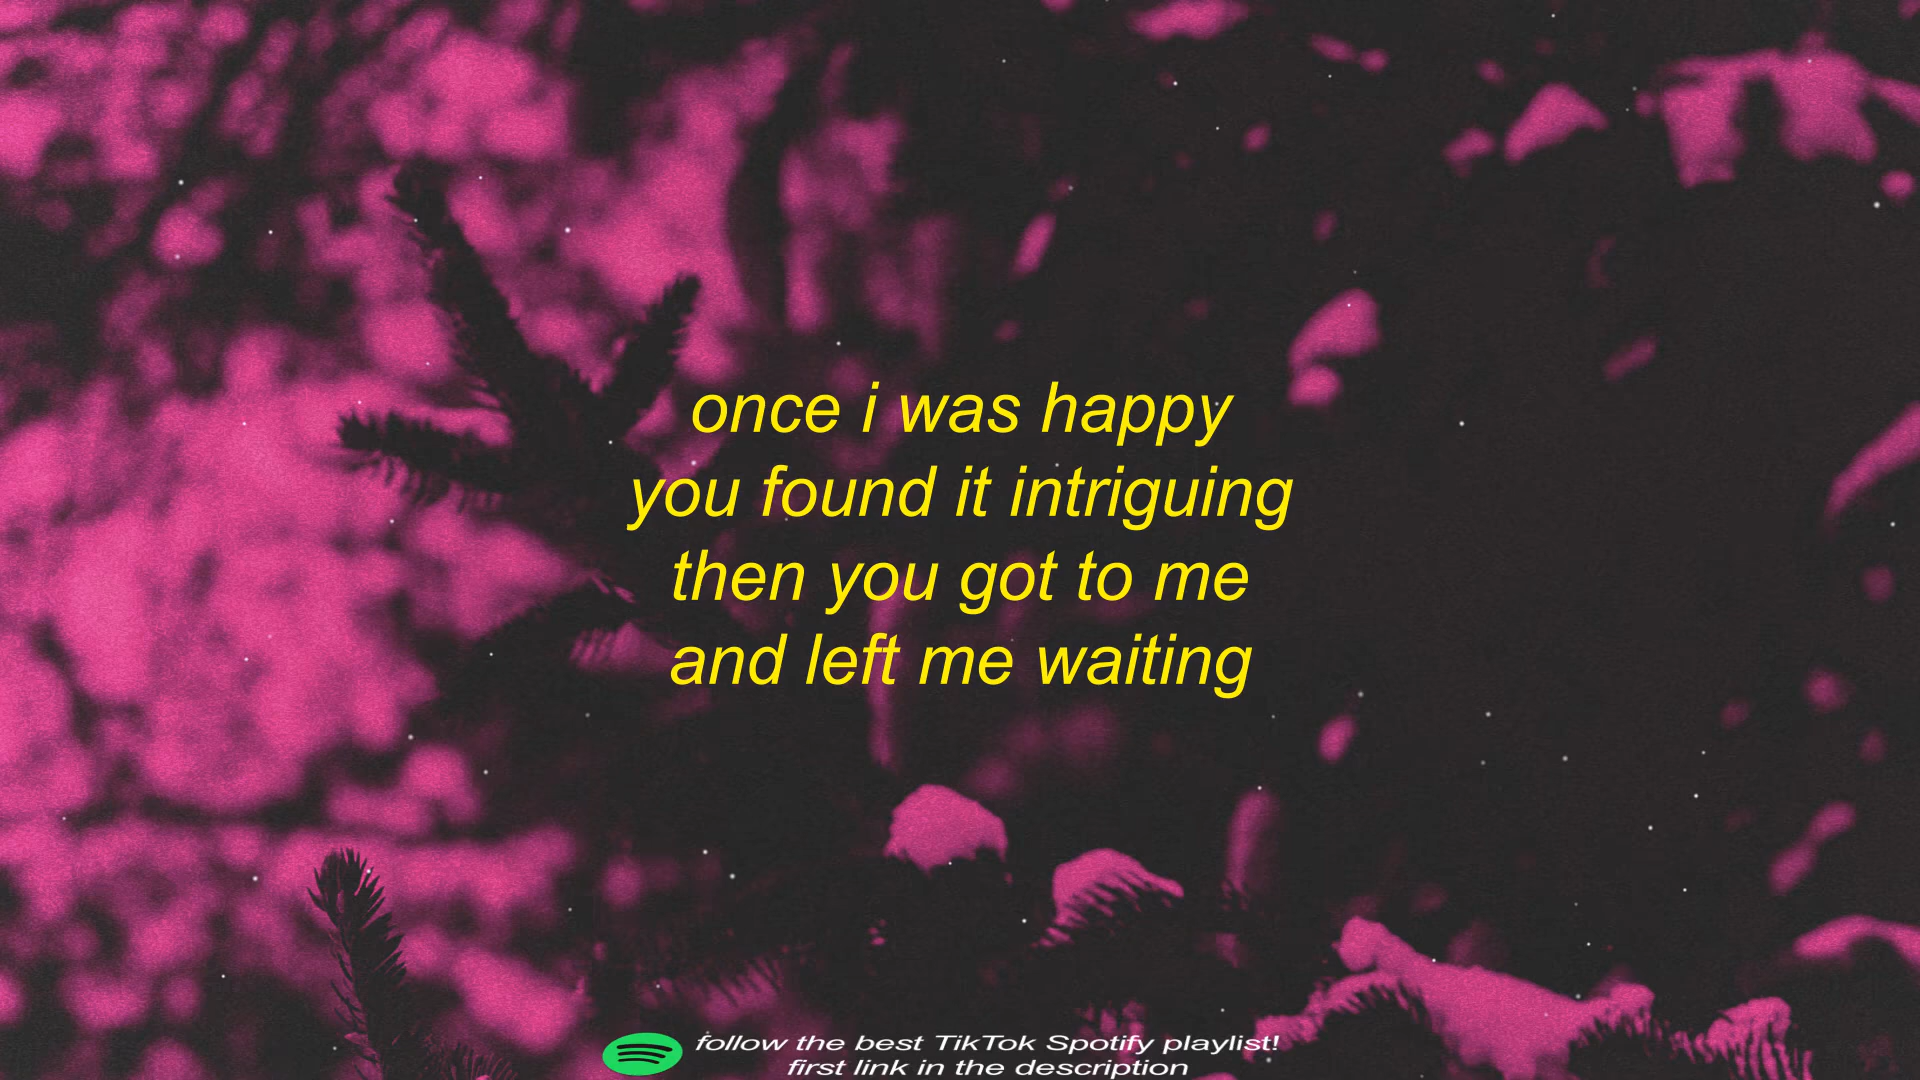 once i was happy
you found it intriguing
then you got to me
and left me waiting
follow the best TikTok Spotify playlist!
first link in the description